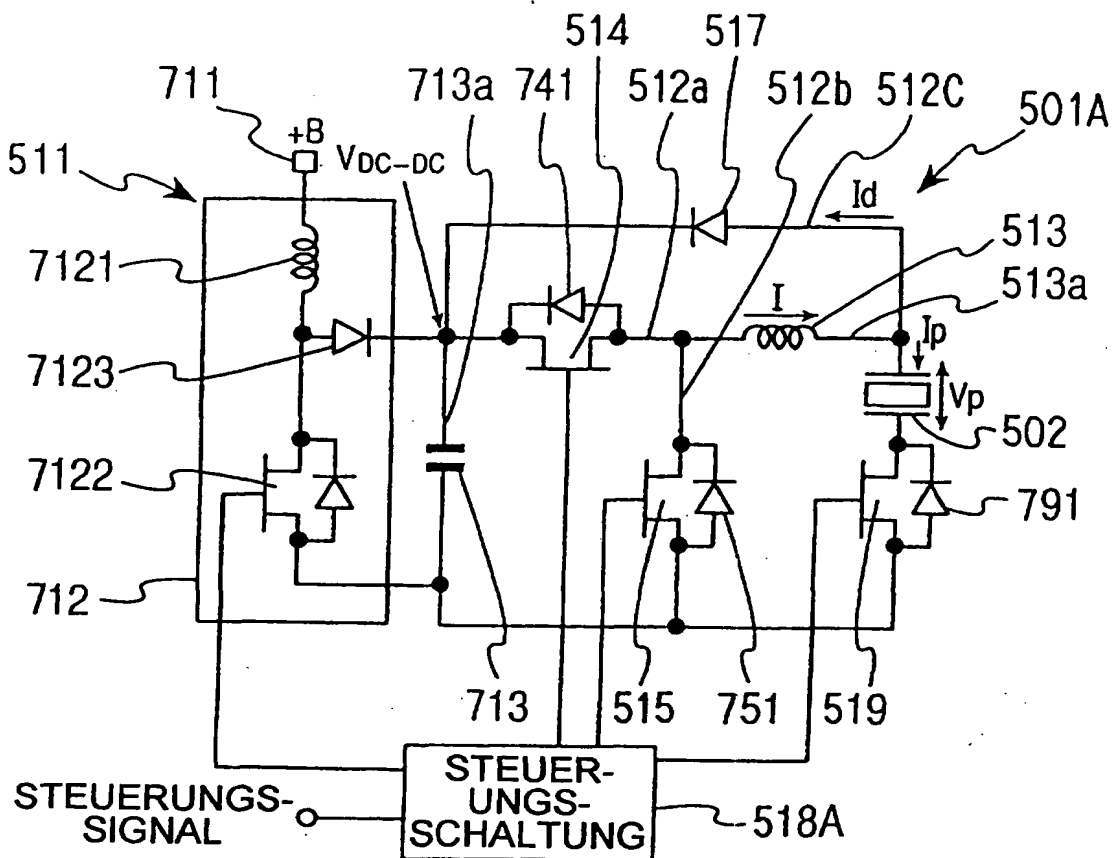 514
517
741
512a
512b
512C
501A
711
713a
+B
511
VDC-DC
Id
513
7121
I
513a
Ip
7123
Vp
502
7122
791
712
713
515
751
519
STEUER-
UNGS-
SCHALTUNG
STEUERUNGS-
SIGNAL
518A